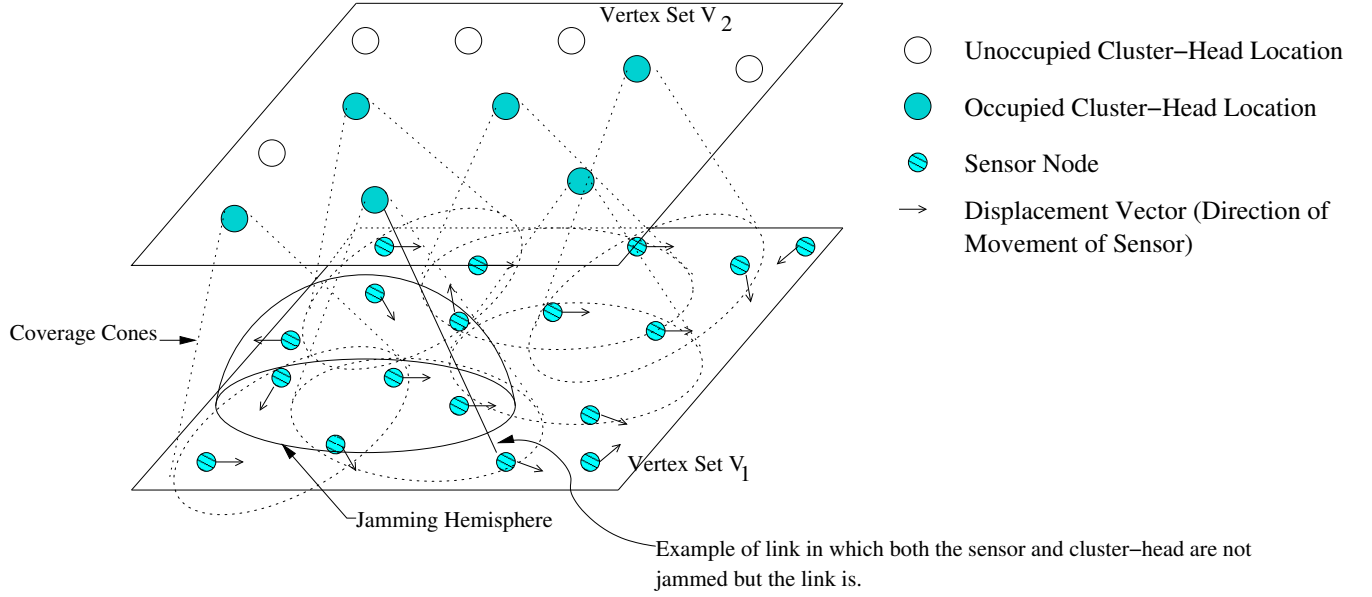 Vertex Set V2
Unoccupied Cluster−Head Location
Occupied Cluster−Head Location
Sensor Node
Displacement Vector (Direction of
Movement of Sensor)
Coverage Cones
Vertex Set V1
Jamming Hemisphere
Example of link in which both the sensor and cluster−head are not
jammed but the link is.